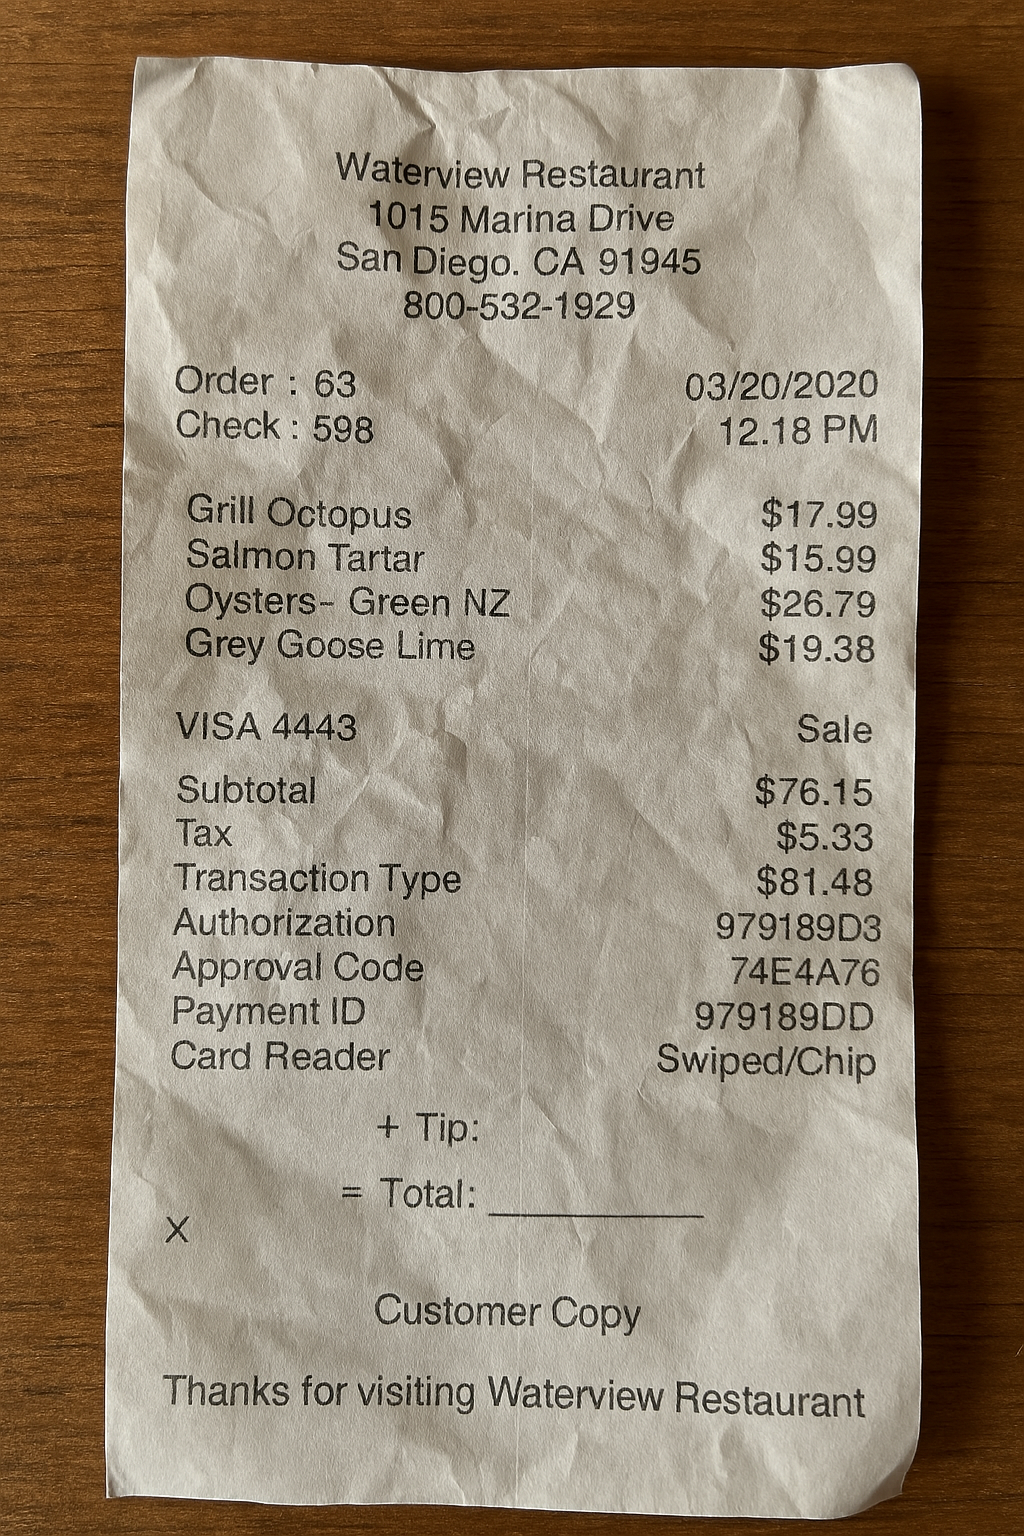 Waterview Restaurant
1015 Marina Drive
San Diego. CA 91945
800-532-1929
Order : 63 03/20/2020
Check : 598 12.18 PM
Grill Octopus $17.99
Salmon Tartar $15.99
Oysters– Green NZ $26.79
Grey Goose Lime $19.38
VISA 4443 Sale
Subtotal $76.15
Tax $5.33
Transaction Type $81.48
Authorization 979189D3
Approval Code 74E4A76
Payment ID 979189DD
Card Reader Swiped/Chip
+ Tip:
= Total: __________
X
Customer Copy
Thanks for visiting Waterview Restaurant